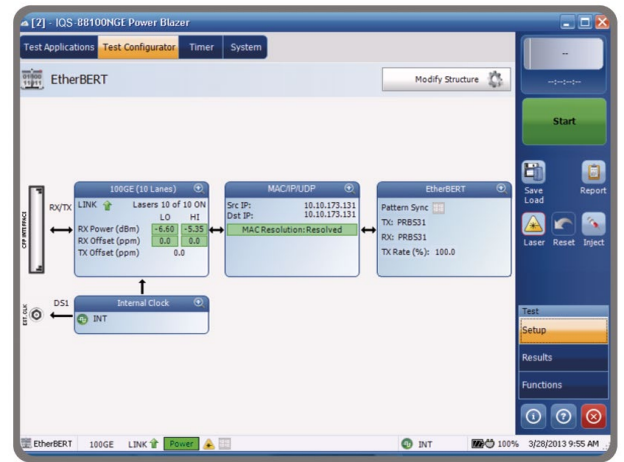 [2] - IQS-88100NGE Power Blazer
Test Applications Test Configurator Timer System
EtherBERT
Modify Structure
--
--:--:--
Start
Save
Load
Report
Laser Reset Inject
100GE (10 Lanes)
LINK Lasers 10 of 10 ON
LO HI
RX Power (dBm) -6.60 -5.35
RX Offset (ppm) 0.0 0.0
TX Offset (ppm) 0.0
RX/TX
CFP INTERFACE
MAC/IP/UDP
Src IP: 10.10.173.131
Dst IP: 10.10.173.131
MAC Resolution: Resolved
EtherBERT
Pattern Sync
TX: PRBS31
RX: PRBS31
TX Rate (%): 100.0
EXT. CLK
DS1
Internal Clock
INT
Test
Setup
Results
Functions
EtherBERT 100GE LINK Power INT 100% 3/28/2013 9:55 AM